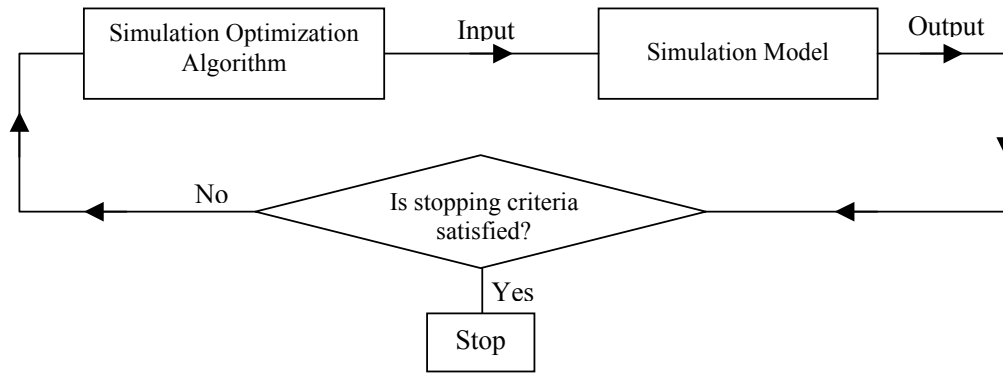 Simulation Optimization
Algorithm
Input
Simulation Model
Output
No
Is stopping criteria
satisfied?
Yes
Stop